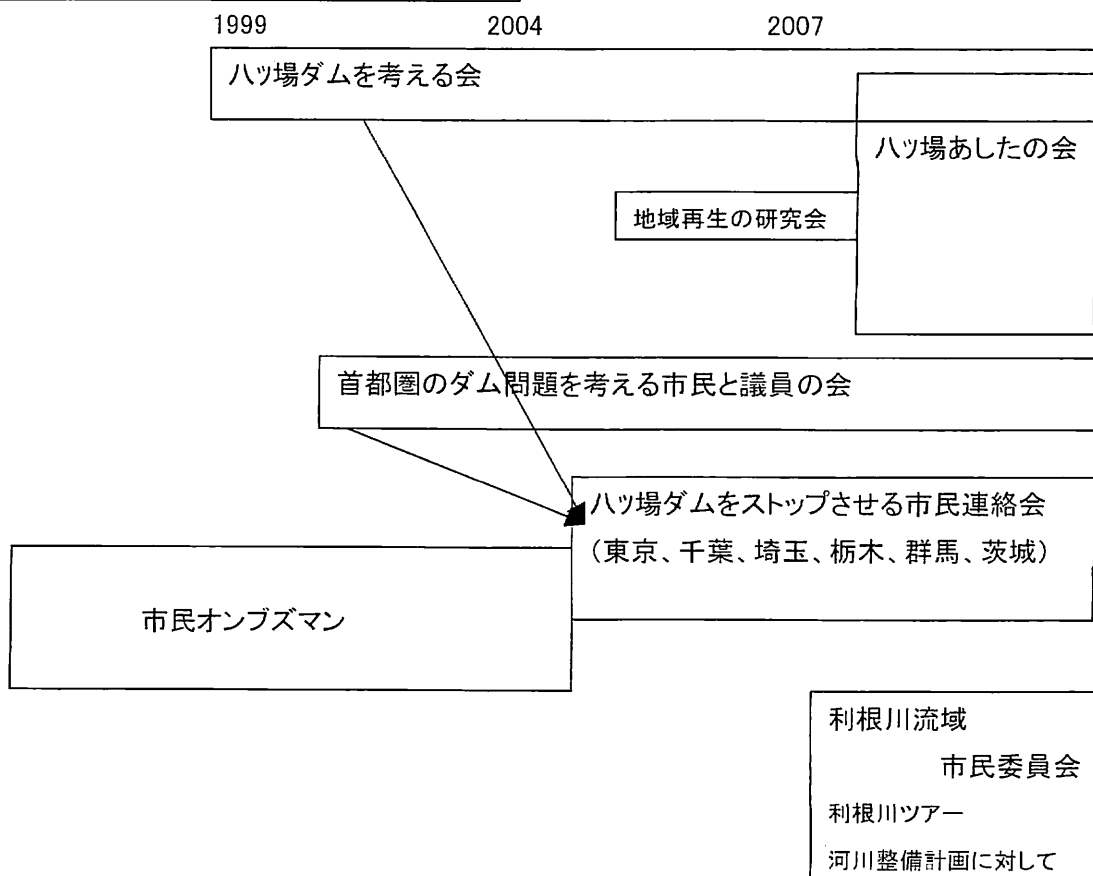 1999 2004 2007
八ッ場ダムを考える会
八ッ場あしたの会
地域再生の研究会
首都圏のダム問題を考える市民と議員の会
八ッ場ダムをストップさせる市民連絡会
（東京、千葉、埼玉、栃木、群馬、茨城）
市民オンブズマン
利根川流域
市民委員会
利根川ツアー
河川整備計画に対して